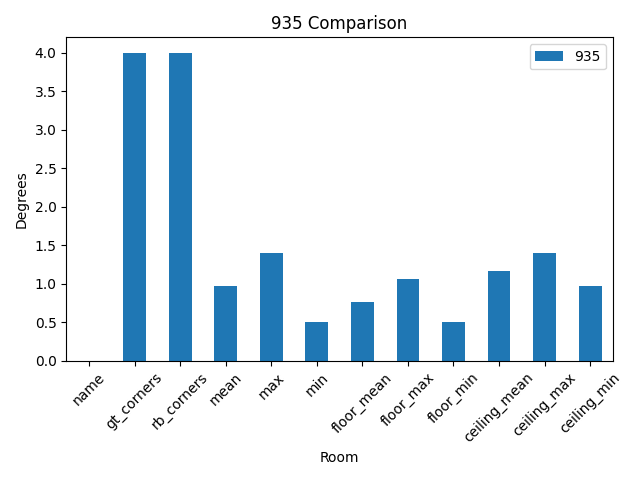 935 Comparison
935
Degrees
4.0
3.5
3.0
2.5
2.0
1.5
1.0
0.5
0.0
name
gt_corners
rb_corners
mean
max
min
floor_mean
floor_max
floor_min
ceiling_mean
ceiling_max
ceiling_min
Room